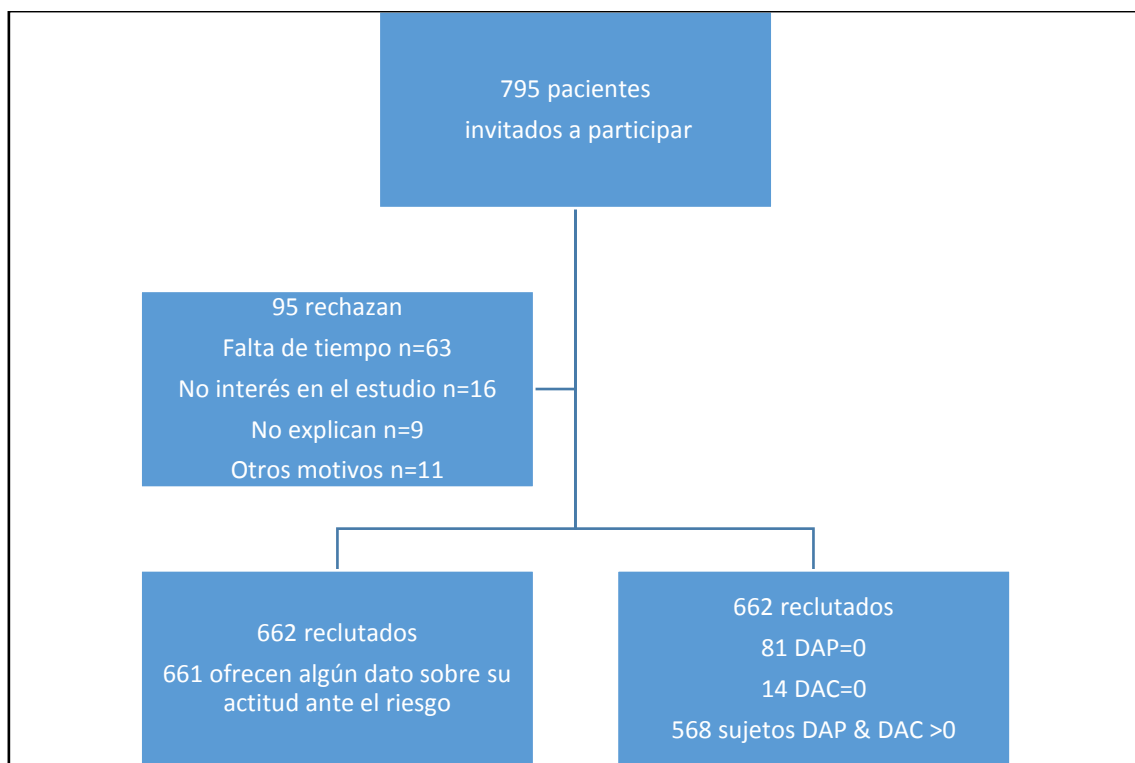 795 pacientes
invitados a participar
95 rechazan
Falta de tiempo n=63
No interés en el estudio n=16
No explican n=9
Otros motivos n=11
662 reclutados
661 ofrecen algún dato sobre su
actitud ante el riesgo
662 reclutados
81 DAP=0
14 DAC=0
568 sujetos DAP & DAC >0